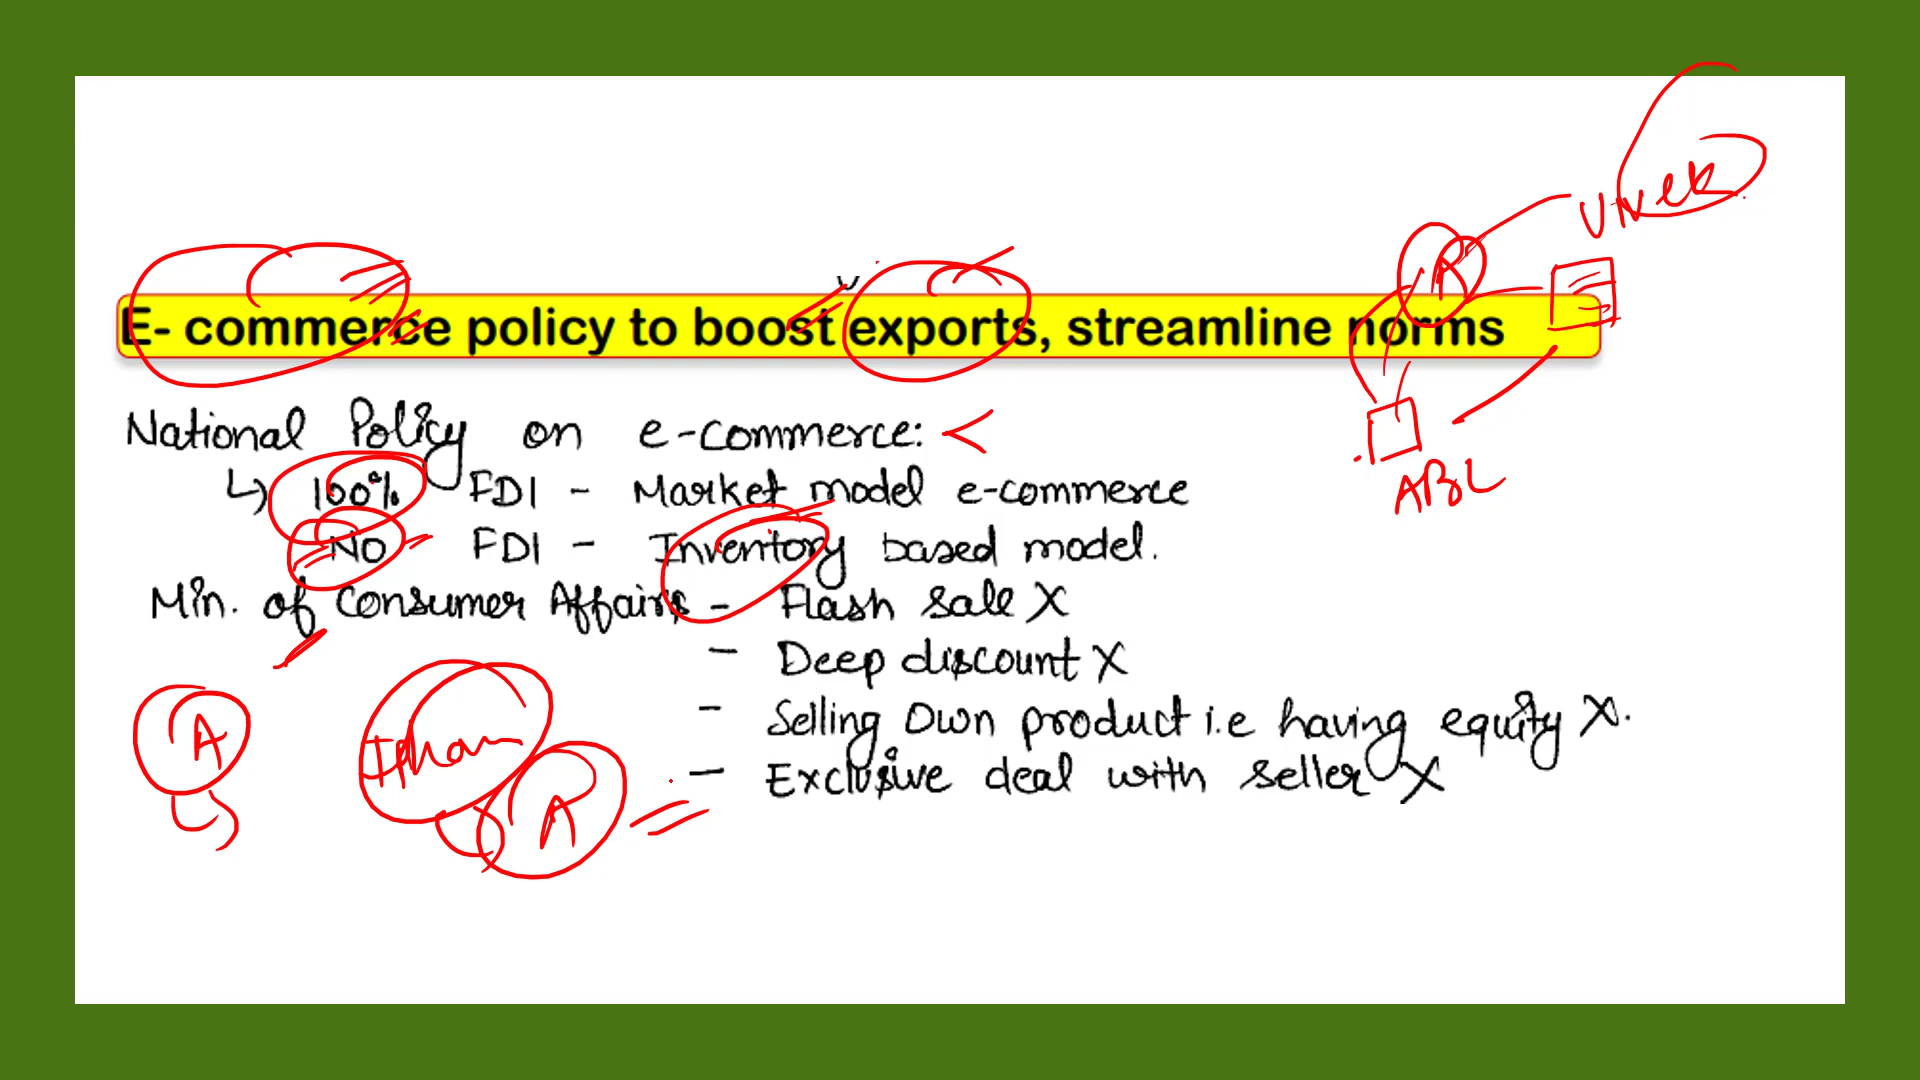 Vivek
A
E- commerce policy to boost exports, streamline norms
National Policy on e-commerce:
↳ 100% FDI - Market model e-commerce
ABL
NO FDI - Inventory based model.
Min. of Consumer Affairs - Flash sale X
- Deep discount X
- Selling Own product i.e having equity X.
- Exclusive deal with seller X
A
A